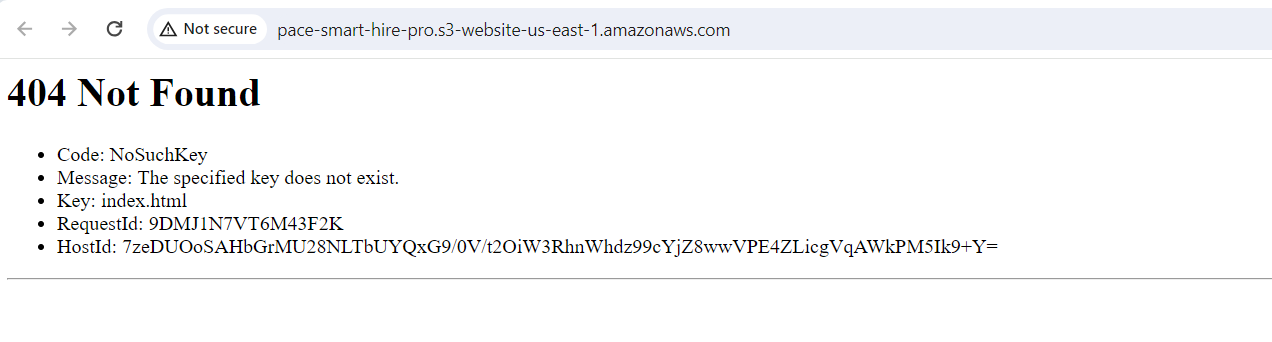 Not secure pace-smart-hire-pro.s3-website-us-east-1.amazonaws.com
404 Not Found
Code: NoSuchKey
Message: The specified key does not exist.
Key: index.html
RequestId: 9DMJ1N7VT6M43F2K
HostId: 7zeDUOoSAHbGrMU28NLTbUYQxG9/0V/t2OiW3RhnWhdz99cYjZ8wwVPE4ZLicgVqAWkPM5Ik9+Y=